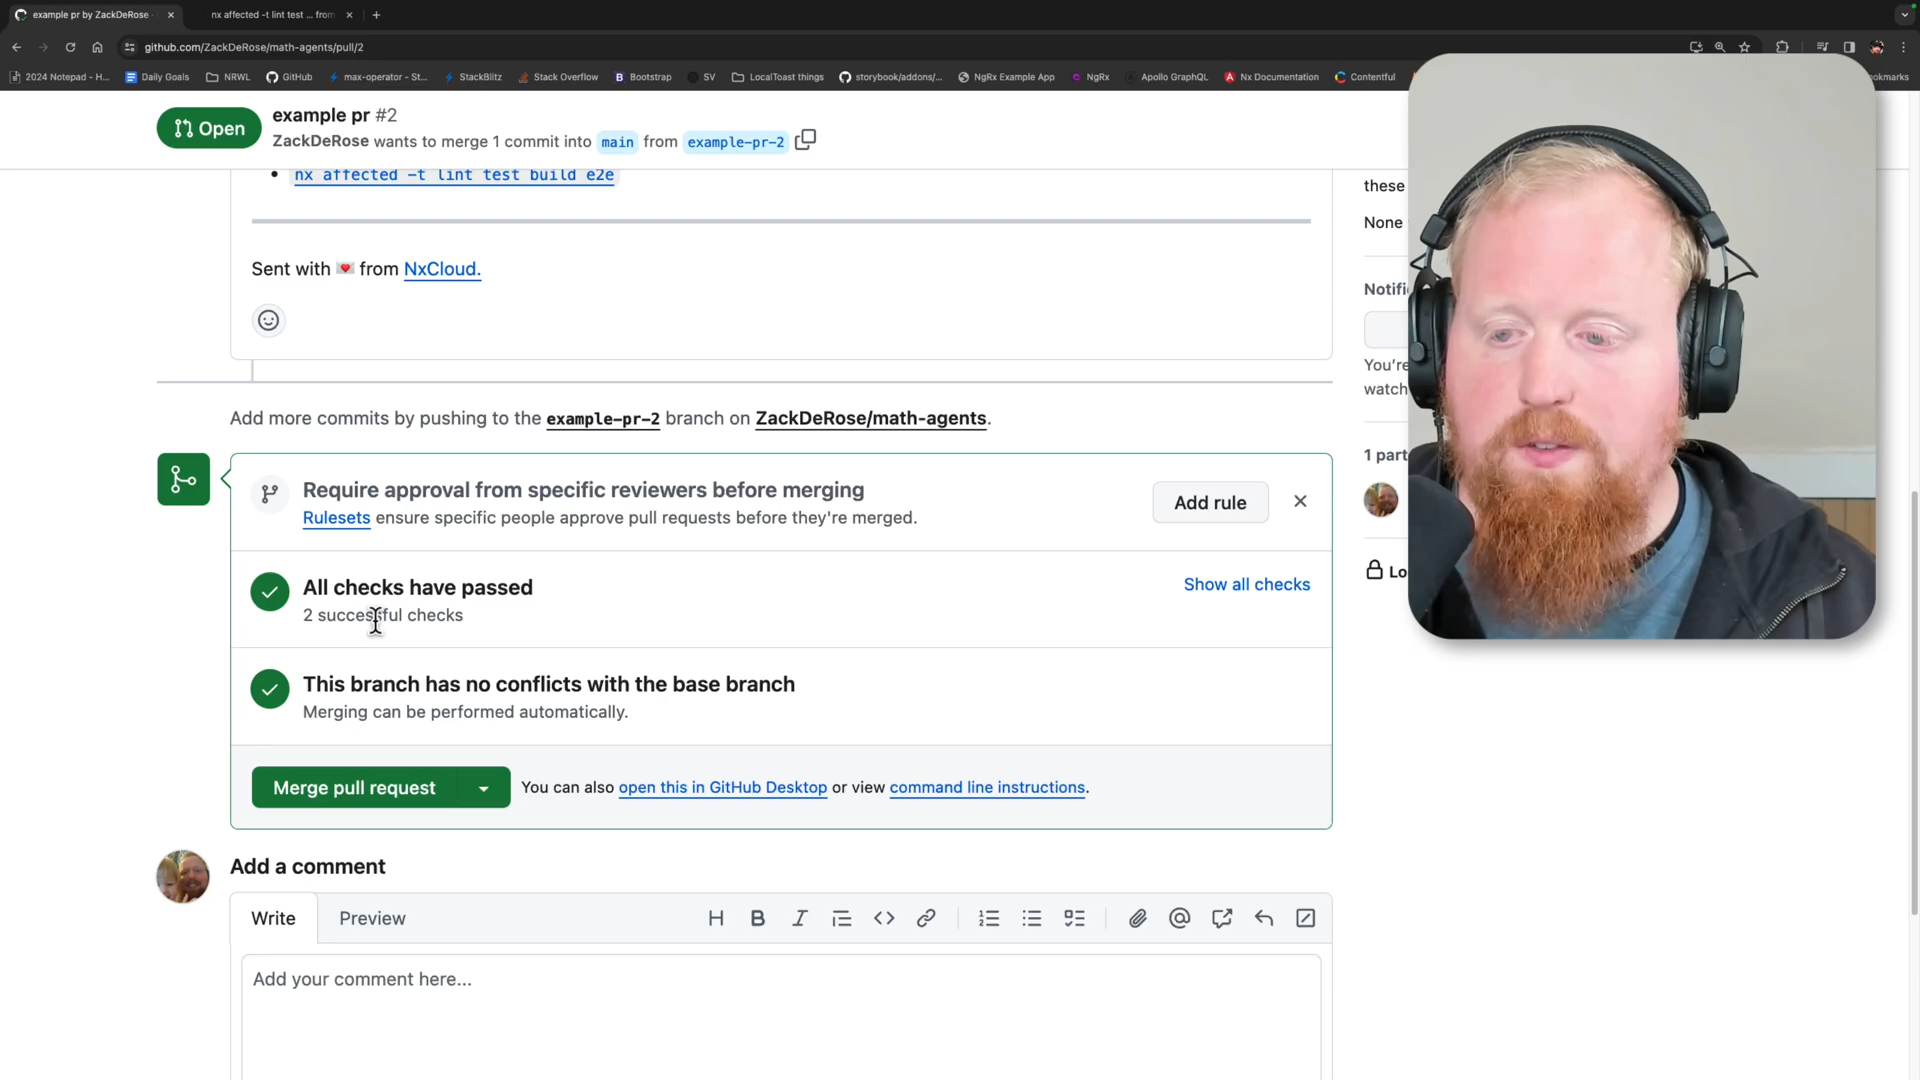 example pr by ZackDeRose
nx affected -t lint test ... from
github.com/ZackDeRose/math-agents/pull/2
2024 Notepad - H...
Daily Goals
NRWL
GitHub
max-operator - St...
StackBlitz
Stack Overflow
Bootstrap
SV
LocalToast things
storybook/addons/...
NgRx Example App
NgRx
Apollo GraphQL
Nx Documentation
Contentful
Open
example pr #2
ZackDeRose wants to merge 1 commit into main from example-pr-2
nx affected -t lint test build e2e
these
None
Sent with 💌 from NxCloud.
Notifi
You're
watch
Add more commits by pushing to the example-pr-2 branch on ZackDeRose/math-agents.
1 part
Require approval from specific reviewers before merging
Rulesets ensure specific people approve pull requests before they're merged.
Add rule
Lo
All checks have passed
2 successful checks
Show all checks
This branch has no conflicts with the base branch
Merging can be performed automatically.
Merge pull request
You can also open this in GitHub Desktop or view command line instructions.
Add a comment
Write
Preview
Add your comment here...